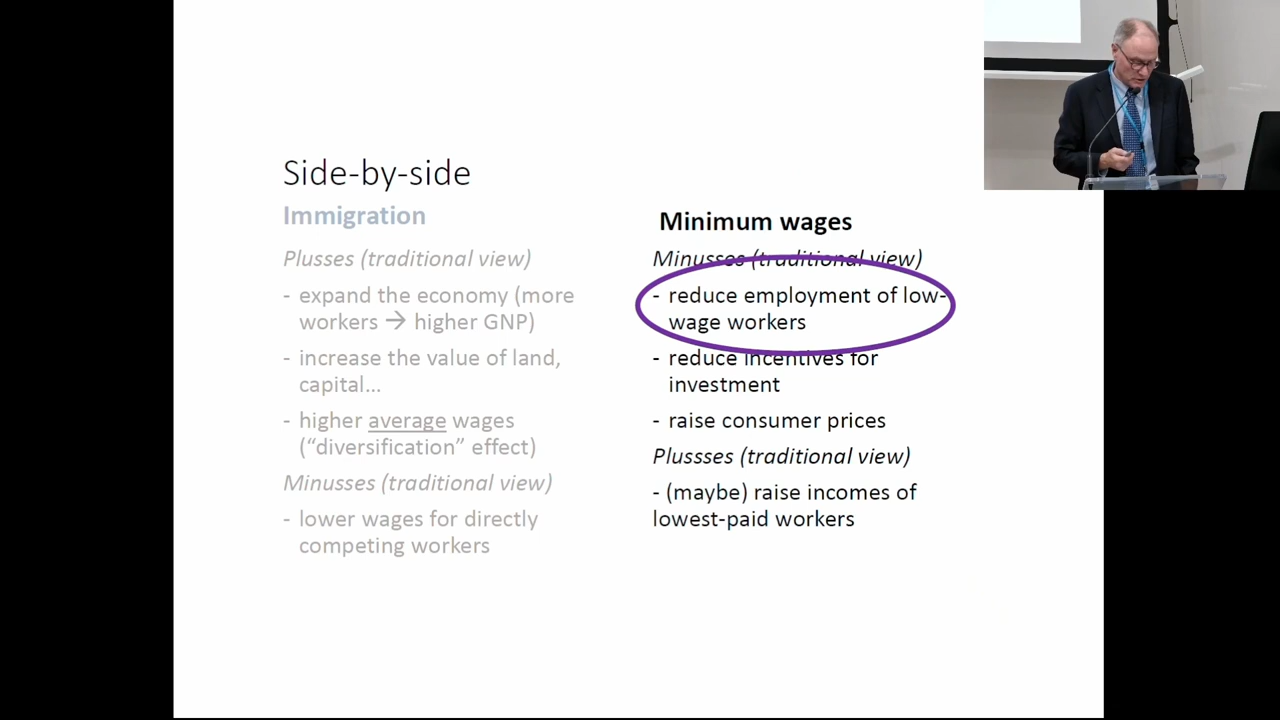 Side-by-side
Immigration
Plusses (traditional view)
- expand the economy (more
workers → higher GNP)
- increase the value of land,
capital...
- higher average wages
(“diversification” effect)
Minusses (traditional view)
- lower wages for directly
competing workers
Minimum wages
Minusses (traditional view)
- reduce employment of low-
wage workers
- reduce incentives for
investment
- raise consumer prices
Plussses (traditional view)
- (maybe) raise incomes of
lowest-paid workers